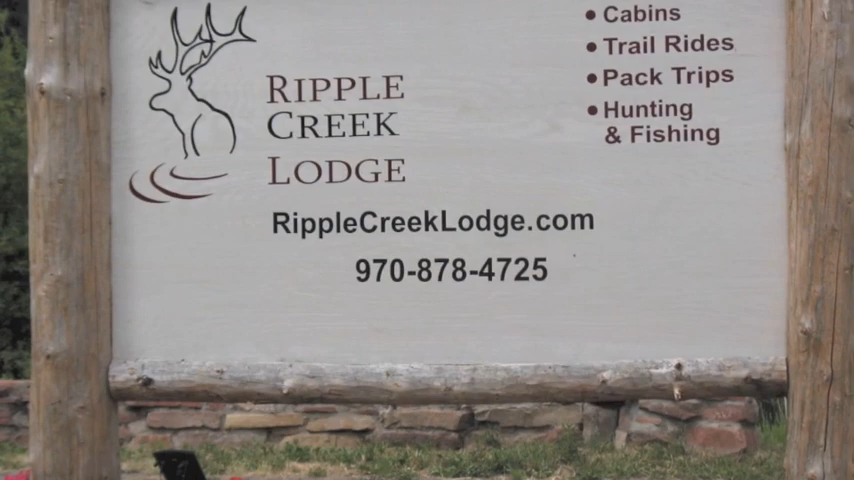 RIPPLE
CREEK
LODGE
• Cabins
• Trail Rides
• Pack Trips
• Hunting
& Fishing
RippleCreekLodge.com
970-878-4725